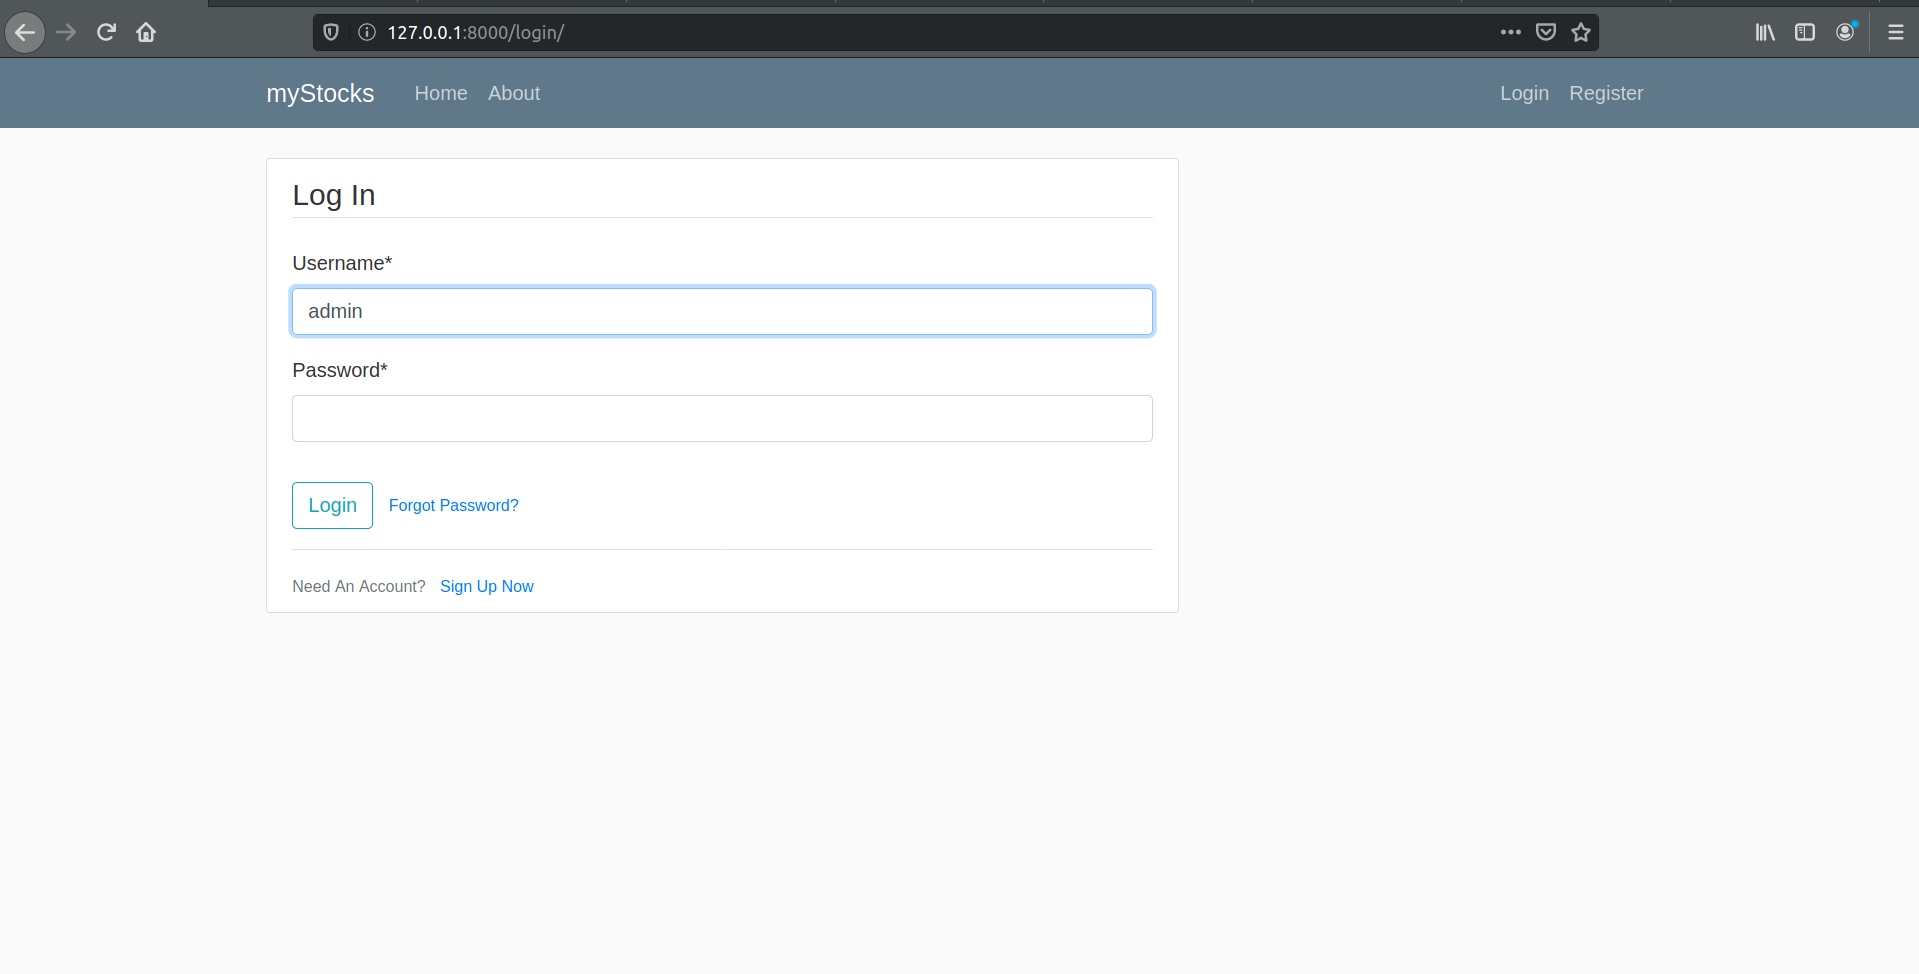 127.0.0.1:8000/login/
myStocks Home About Login Register
Log In
Username*
admin
Password*
Login Forgot Password?
Need An Account? Sign Up Now